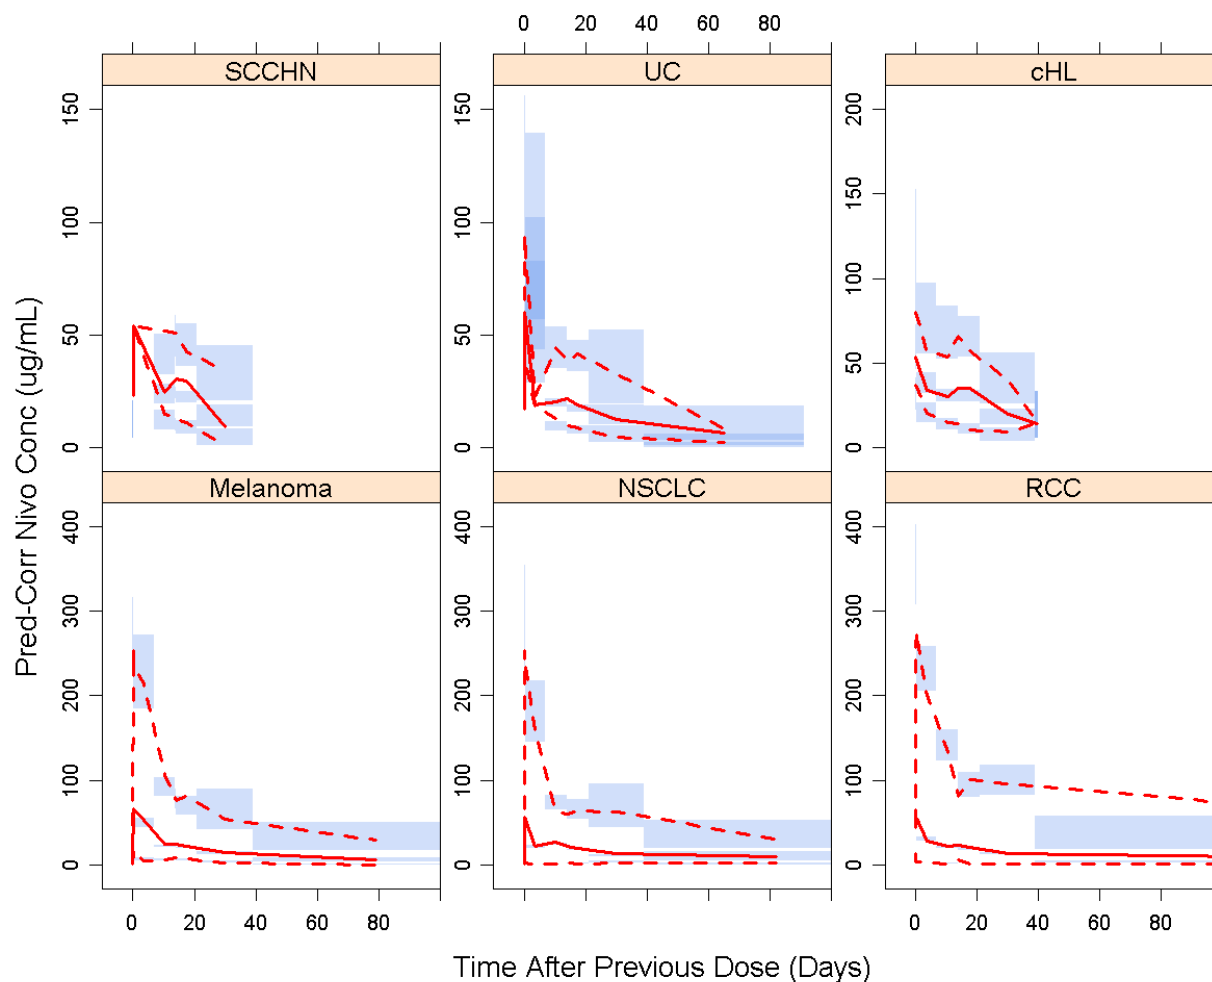 0 20 40 60 80
SCCHN UC cHL
150 150 200
100 100 150
50 50 100
0 0 50
0
Pred-Corr Nivo Conc (ug/mL)
Melanoma NSCLC RCC
400 400 400
300 300 300
200 200 200
100 100 100
0 0 0
0 20 40 60 80 0 20 40 60 80
Time After Previous Dose (Days)